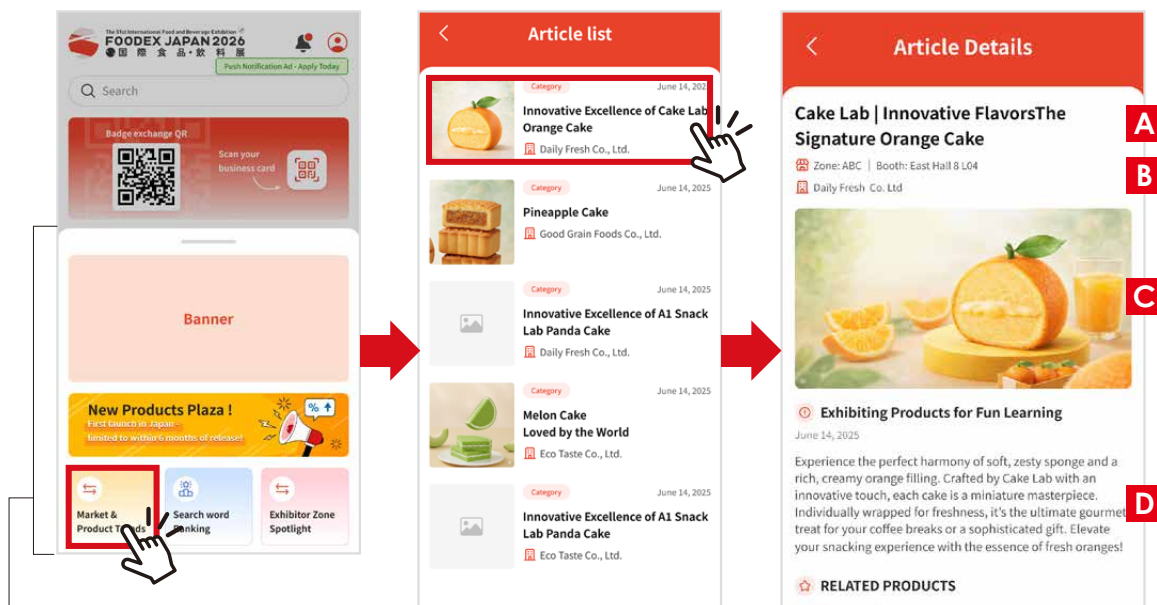 The 51st International Food and Beverage Exhibition
FOODEX JAPAN 2026
国際食品・飲料展
Push Notification Ad - Apply Today
Search
Badge exchange QR
Scan your
business card
Banner
New Products Plaza !
First launch in Japan –
limited to within 6 months of release!
Market &
Product Trends
Search word
Ranking
Exhibitor Zone
Spotlight
Article list
Category
June 14, 2025
Innovative Excellence of Cake Lab
Orange Cake
Daily Fresh Co., Ltd.
Category
June 14, 2025
Pineapple Cake
Good Grain Foods Co., Ltd.
Category
June 14, 2025
Innovative Excellence of A1 Snack
Lab Panda Cake
Daily Fresh Co., Ltd.
Category
June 14, 2025
Melon Cake
Loved by the World
Eco Taste Co., Ltd.
Category
June 14, 2025
Innovative Excellence of A1 Snack
Lab Panda Cake
Eco Taste Co., Ltd.
Article Details
Cake Lab | Innovative FlavorsThe
Signature Orange Cake
A
Zone: ABC | Booth: East Hall 8 L04
B
Daily Fresh Co. Ltd
C
Exhibiting Products for Fun Learning
June 14, 2025
Experience the perfect harmony of soft, zesty sponge and a
rich, creamy orange filling. Crafted by Cake Lab with an
innovative touch, each cake is a miniature masterpiece.
Individually wrapped for freshness, it's the ultimate gourmet
D
treat for your coffee breaks or a sophisticated gift. Elevate
your snacking experience with the essence of fresh oranges!
RELATED PRODUCTS